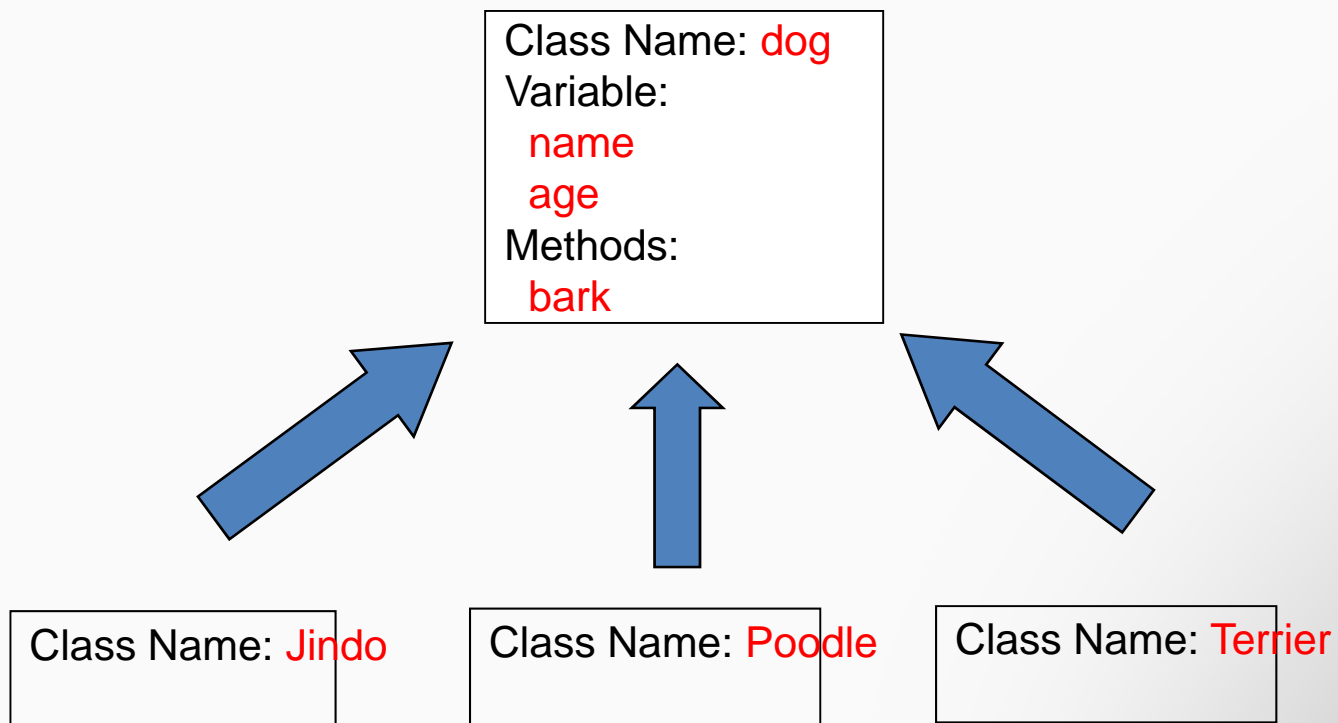 Class Name: dog
Variable:
name
age
Methods:
bark
Class Name: Jindo
Class Name: Poodle
Class Name: Terrier